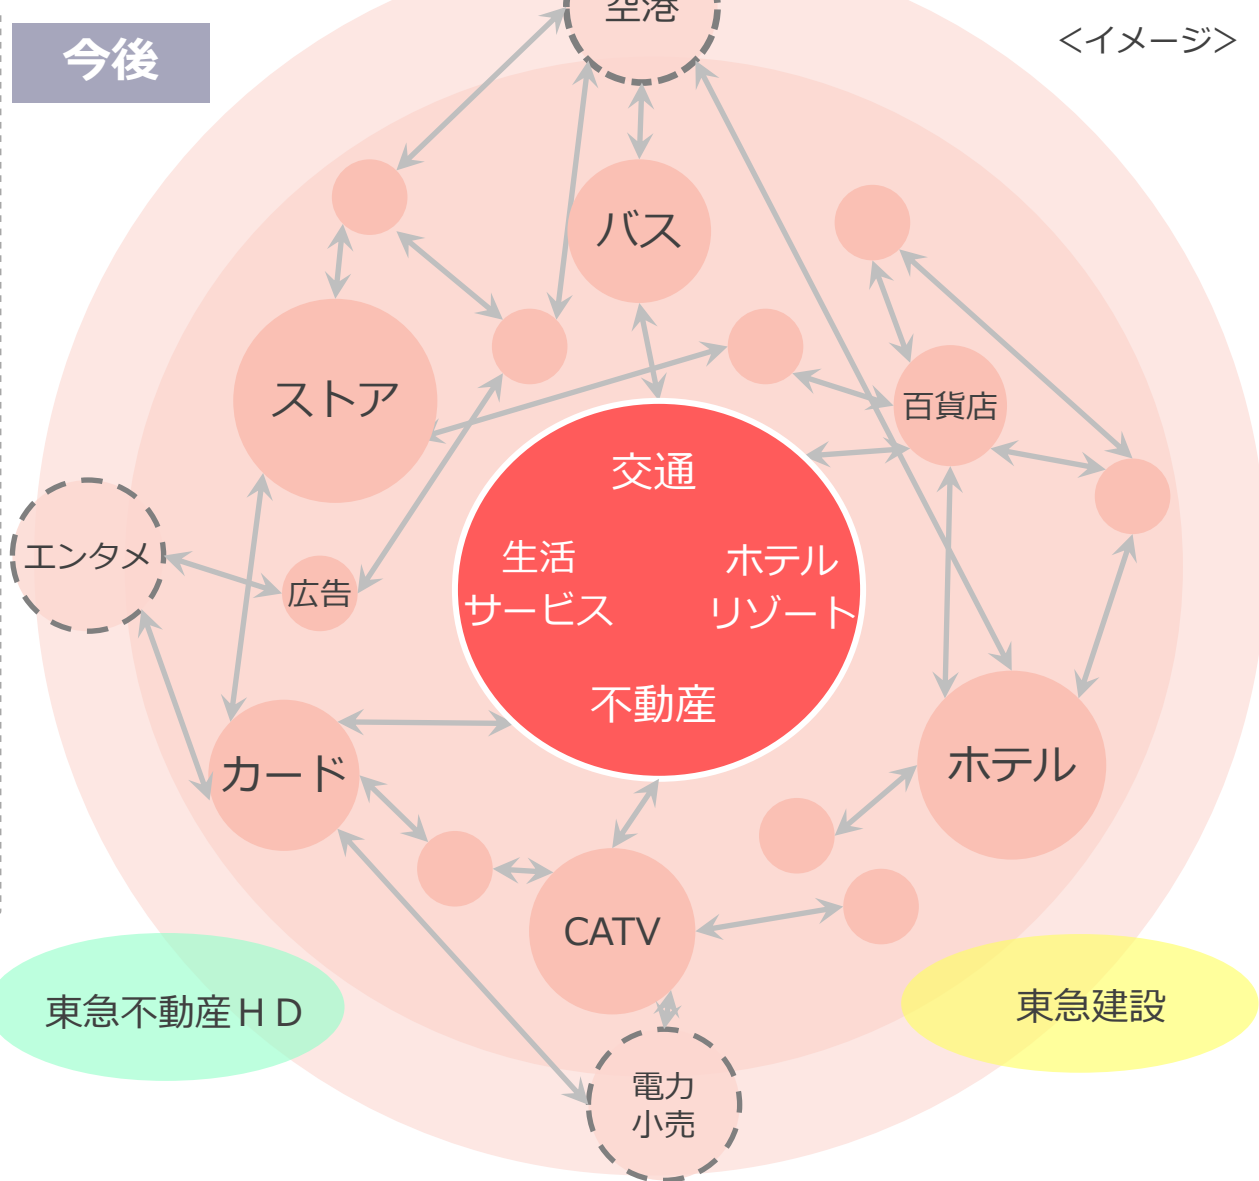 空港
今後
＜イメージ＞
バス
ストア
百貨店
交通
生活
サービス
ホテル
リゾート
不動産
エンタメ
広告
カード
ホテル
CATV
東急不動産ＨＤ
東急建設
電力
小売